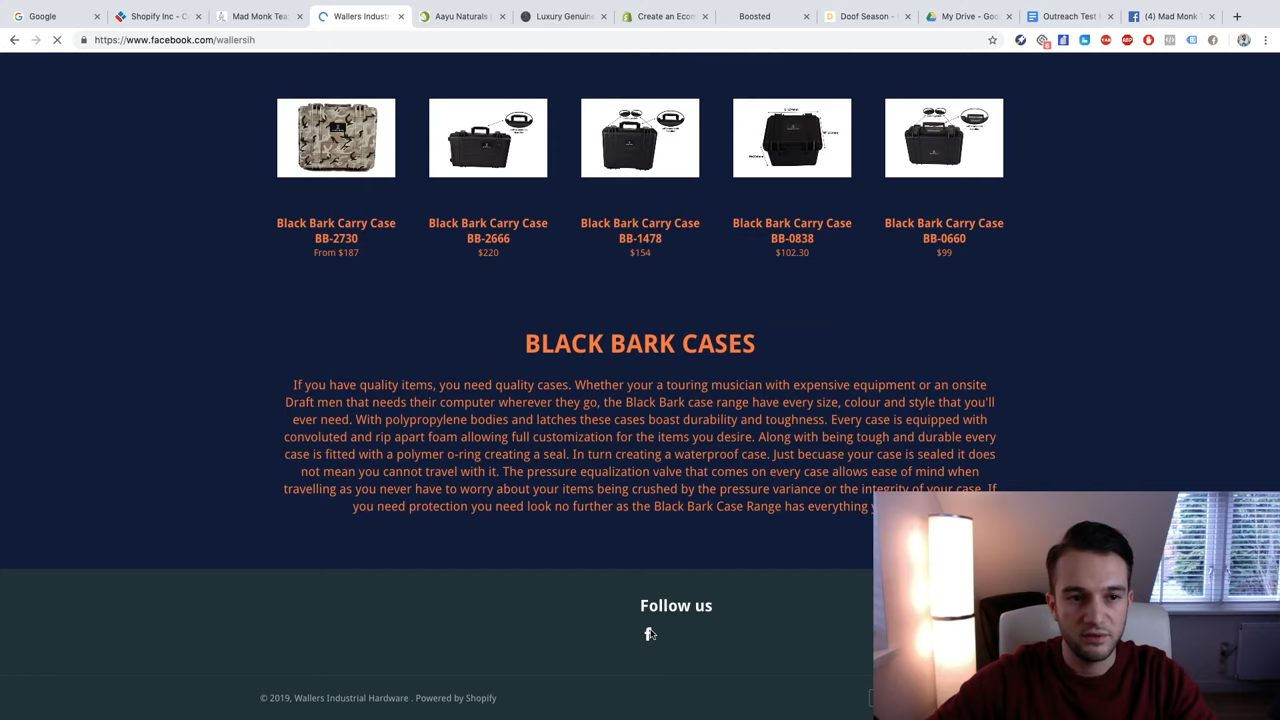 Google
Shopify Inc - C
Mad Monk Tea
Wallers Industr
Aayu Naturals
Luxury Genuine
Create an Ecom
Boosted
Doof Season -
My Drive - Goo
Outreach Test
(4) Mad Monk T
https://www.facebook.com/wallersih
Black Bark Carry Case
BB-2730
From $187
Black Bark Carry Case
BB-2666
$220
Black Bark Carry Case
BB-1478
$154
Black Bark Carry Case
BB-0838
$102.30
Black Bark Carry Case
BB-0660
$99
BLACK BARK CASES
If you have quality items, you need quality cases. Whether your a touring musician with expensive equipment or an onsite
Draft men that needs their computer wherever they go, the Black Bark case range have every size, colour and style that you'll
ever need. With polypropylene bodies and latches these cases boast durability and toughness. Every case is equipped with
convoluted and rip apart foam allowing full customization for the items you desire. Along with being tough and durable every
case is fitted with a polymer o-ring creating a seal. In turn creating a waterproof case. Just becuase your case is sealed it does
not mean you cannot travel with it. The pressure equalization valve that comes on every case allows ease of mind when
travelling as you never have to worry about your items being crushed by the pressure variance or the integrity of your case. If
you need protection you need look no further as the Black Bark Case Range has everything
Follow us
© 2019, Wallers Industrial Hardware . Powered by Shopify